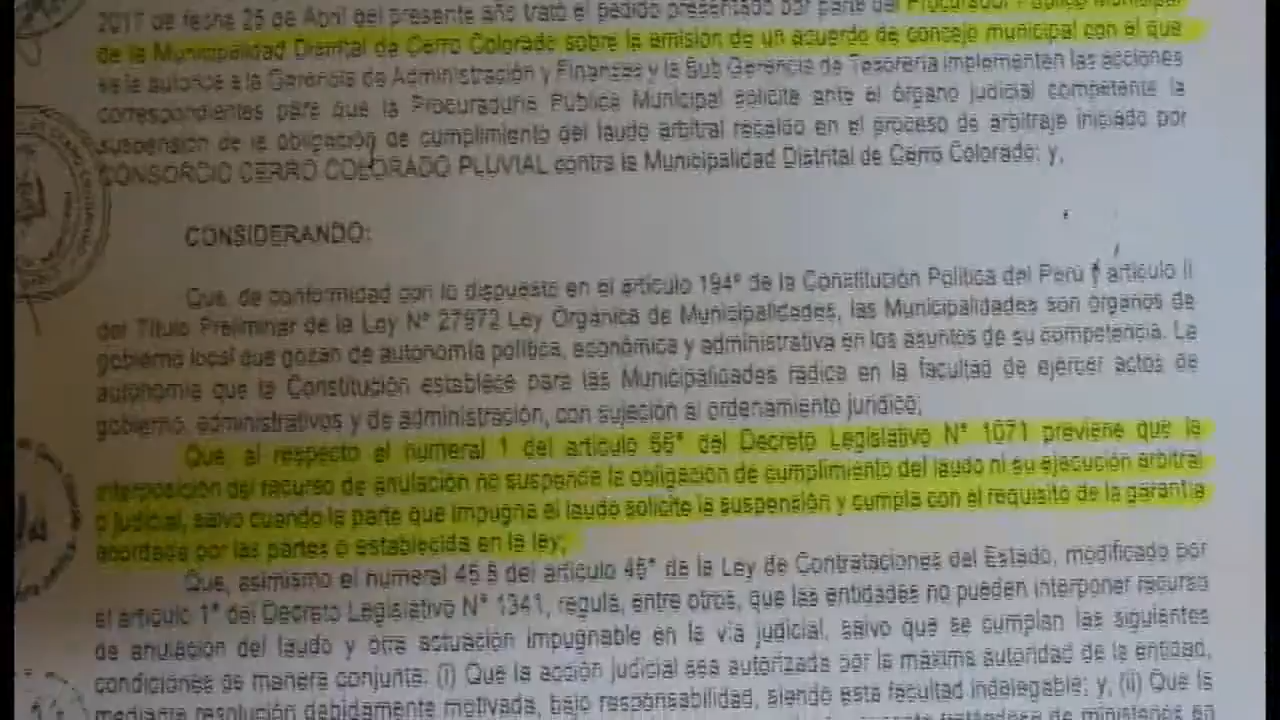 2017 de fecha 25 de Abril del presente año trató el pedido presentado por parte del Procurador Público Municipal
de la Municipalidad Distrital de Cerro Colorado sobre la emisión de un acuerdo de concejo municipal con el que
se le autorice a la Gerencia de Administración y Finanzas y la Sub Gerencia de Tesorería implementen las acciones
correspondientes para que la Procuraduría Pública Municipal solicite ante el órgano judicial competente la
suspensión de la obligación de cumplimiento del laudo arbitral recaído en el proceso de arbitraje iniciado por
CONSORCIO CERRO COLORADO PLUVIAL contra la Municipalidad Distrital de Cerro Colorado; y,
CONSIDERANDO:
Que, de conformidad con lo dispuesto en el artículo 194° de la Constitución Política del Perú y artículo II
del Título Preliminar de la Ley N° 27972 Ley Orgánica de Municipalidades, las Municipalidades son órganos de
gobierno local que gozan de autonomía política, económica y administrativa en los asuntos de su competencia. La
autonomía que la Constitución establece para las Municipalidades radica en la facultad de ejercer actos de
gobierno, administrativos y de administración, con sujeción al ordenamiento jurídico;
Que, al respecto el numeral 1 del artículo 66° del Decreto Legislativo N° 1071 previene que la
interposición del recurso de anulación no suspende la obligación de cumplimiento del laudo ni su ejecución arbitral
o judicial, salvo cuando la parte que impugna el laudo solicite la suspensión y cumpla con el requisito de la garantía
abordada por las partes o establecida en la ley;
Que, asimismo el numeral 45.8 del artículo 45° de la Ley de Contrataciones del Estado, modificado por
el artículo 1° del Decreto Legislativo N° 1341, regula, entre otros, que las entidades no pueden interponer recurso
de anulación del laudo y otra actuación impugnable en la vía judicial, salvo que se cumplan las siguientes
condiciones de manera conjunta: (i) Que la acción judicial sea autorizada por la máxima autoridad de la entidad,
mediante resolución debidamente motivada, bajo responsabilidad, siendo esta facultad indelegable; y, (ii) Que la